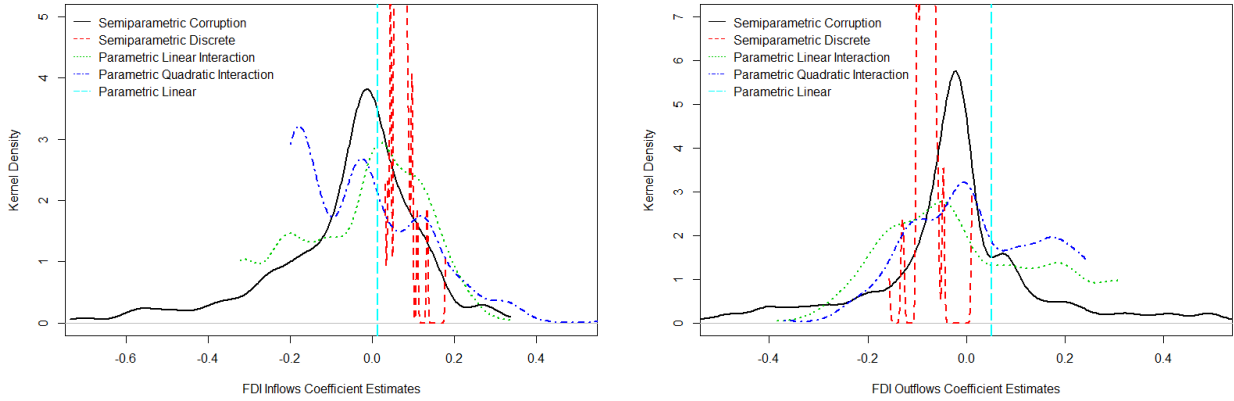 Semiparametric Corruption
Semiparametric Discrete
Parametric Linear Interaction
Parametric Quadratic Interaction
Parametric Linear
Kernel Density
0
1
2
3
4
5
-0.6
-0.4
-0.2
0.0
0.2
0.4
FDI Inflows Coefficient Estimates
Semiparametric Corruption
Semiparametric Discrete
Parametric Linear Interaction
Parametric Quadratic Interaction
Parametric Linear
Kernel Density
0
1
2
3
4
5
6
7
-0.4
-0.2
0.0
0.2
0.4
FDI Outflows Coefficient Estimates